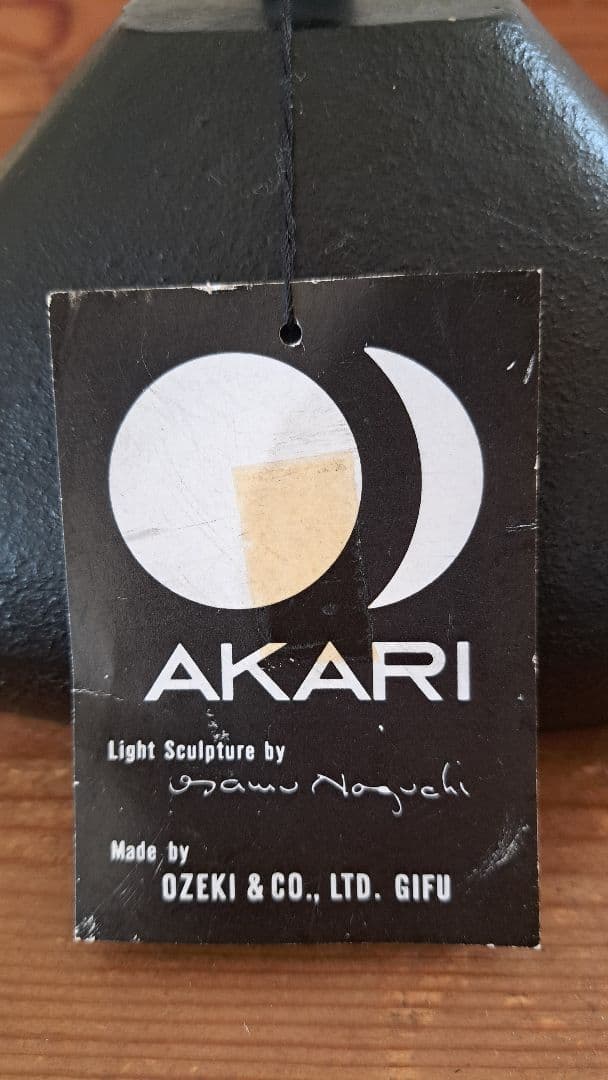 AKARI
Light Sculpture by
Isamu Noguchi
Made by
OZEKI & CO., LTD. GIFU